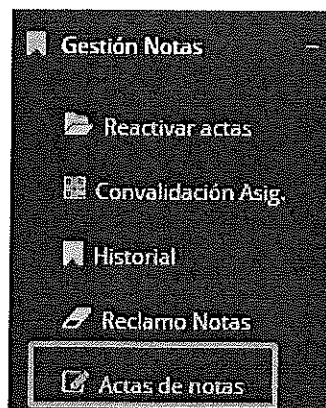 Gestión Notas
Reactivar actas
Convalidación Asig.
Historial
Reclamo Notas
Actas de notas